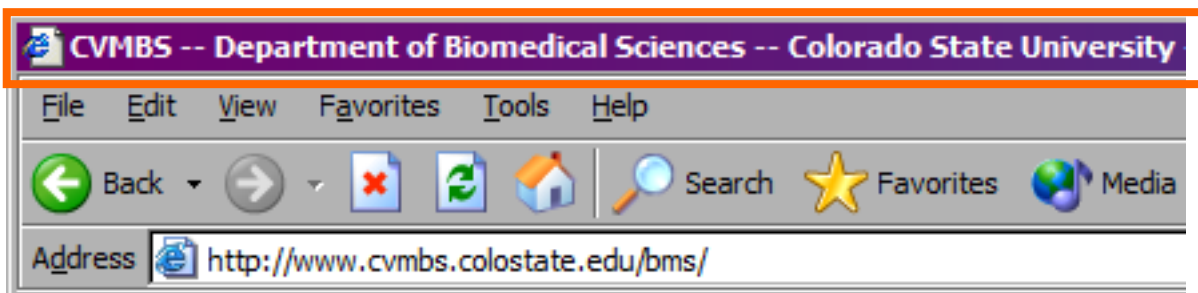 CVMBS -- Department of Biomedical Sciences -- Colorado State University -
File Edit View Favorites Tools Help
Back Search Favorites Media
Address http://www.cvmbs.colostate.edu/bms/